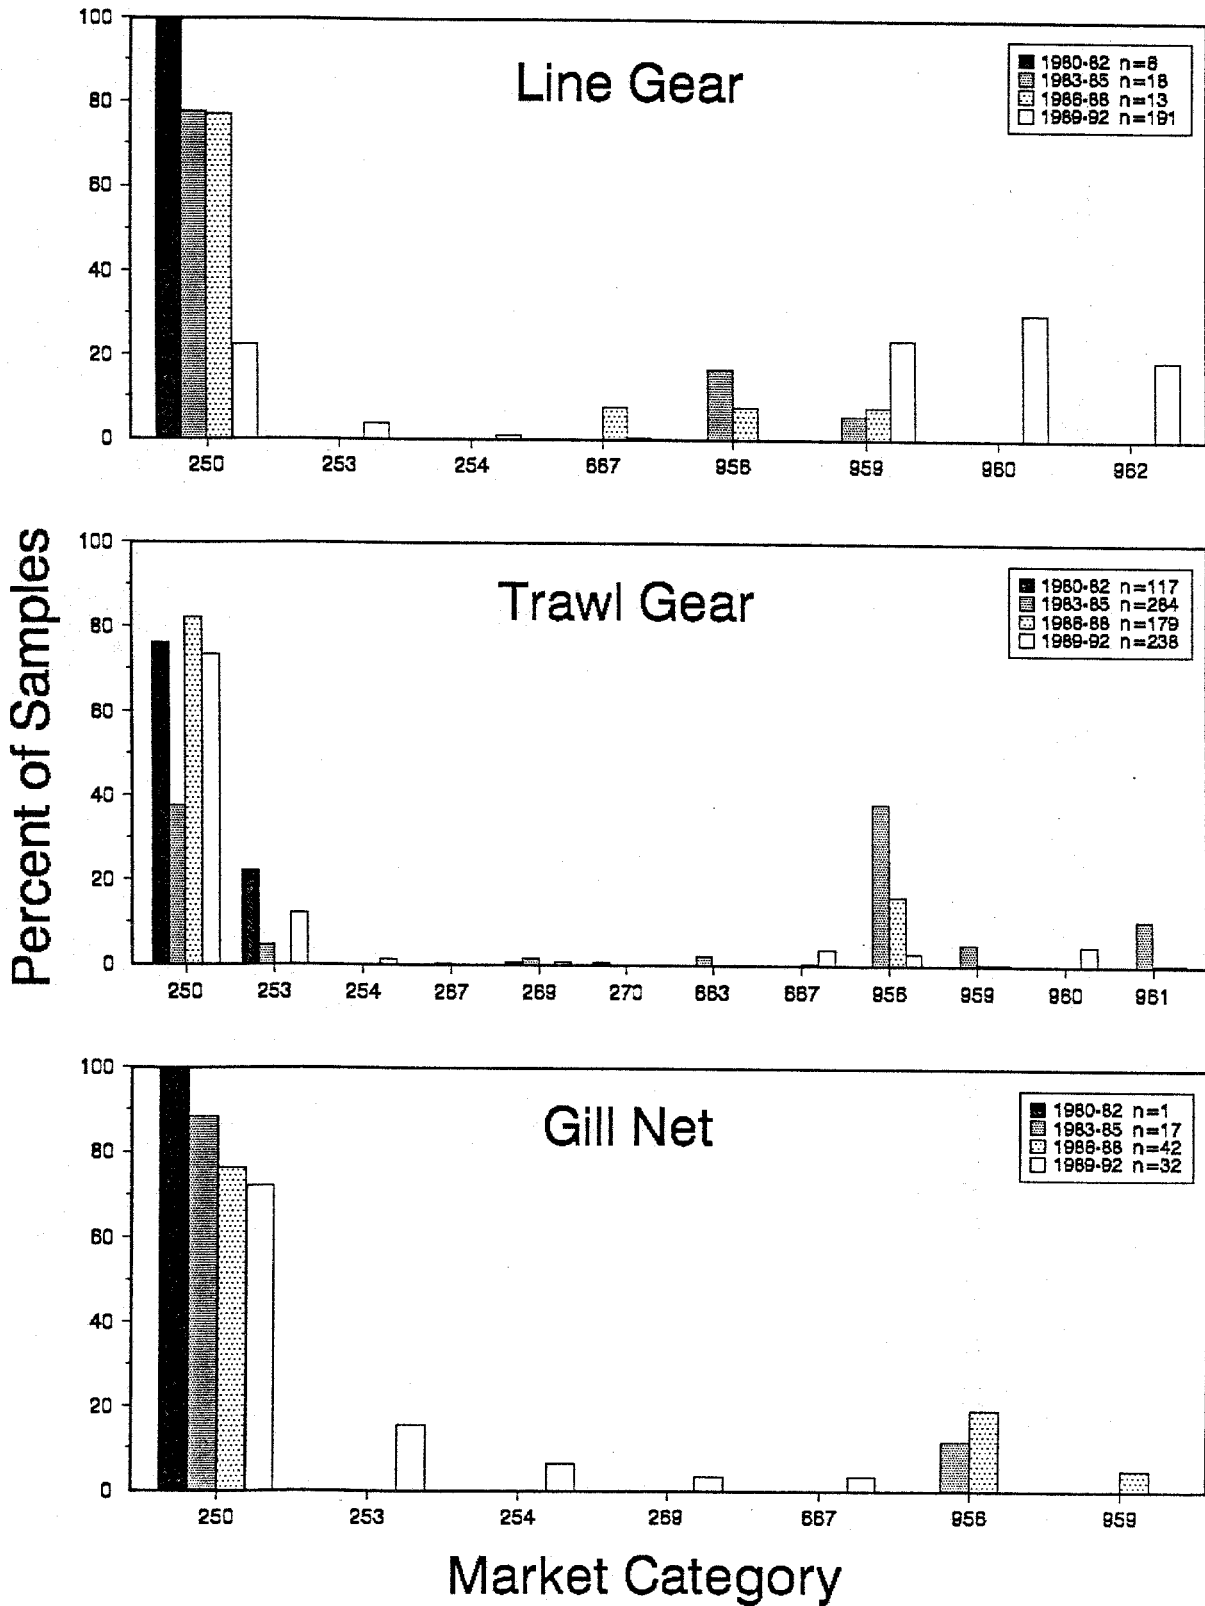 Line Gear
1980-82 n=8
1983-85 n=18
1986-88 n=13
1989-92 n=191
100
80
60
40
20
0
250 253 254 667 956 959 960 962
Percent of Samples
Trawl Gear
1980-82 n=117
1983-85 n=284
1986-88 n=179
1989-92 n=238
100
80
60
40
20
0
250 253 254 267 269 270 663 667 956 959 960 961
Gill Net
1980-82 n=1
1983-85 n=17
1986-88 n=42
1989-92 n=32
100
80
60
40
20
0
250 253 254 269 667 956 959
Market Category